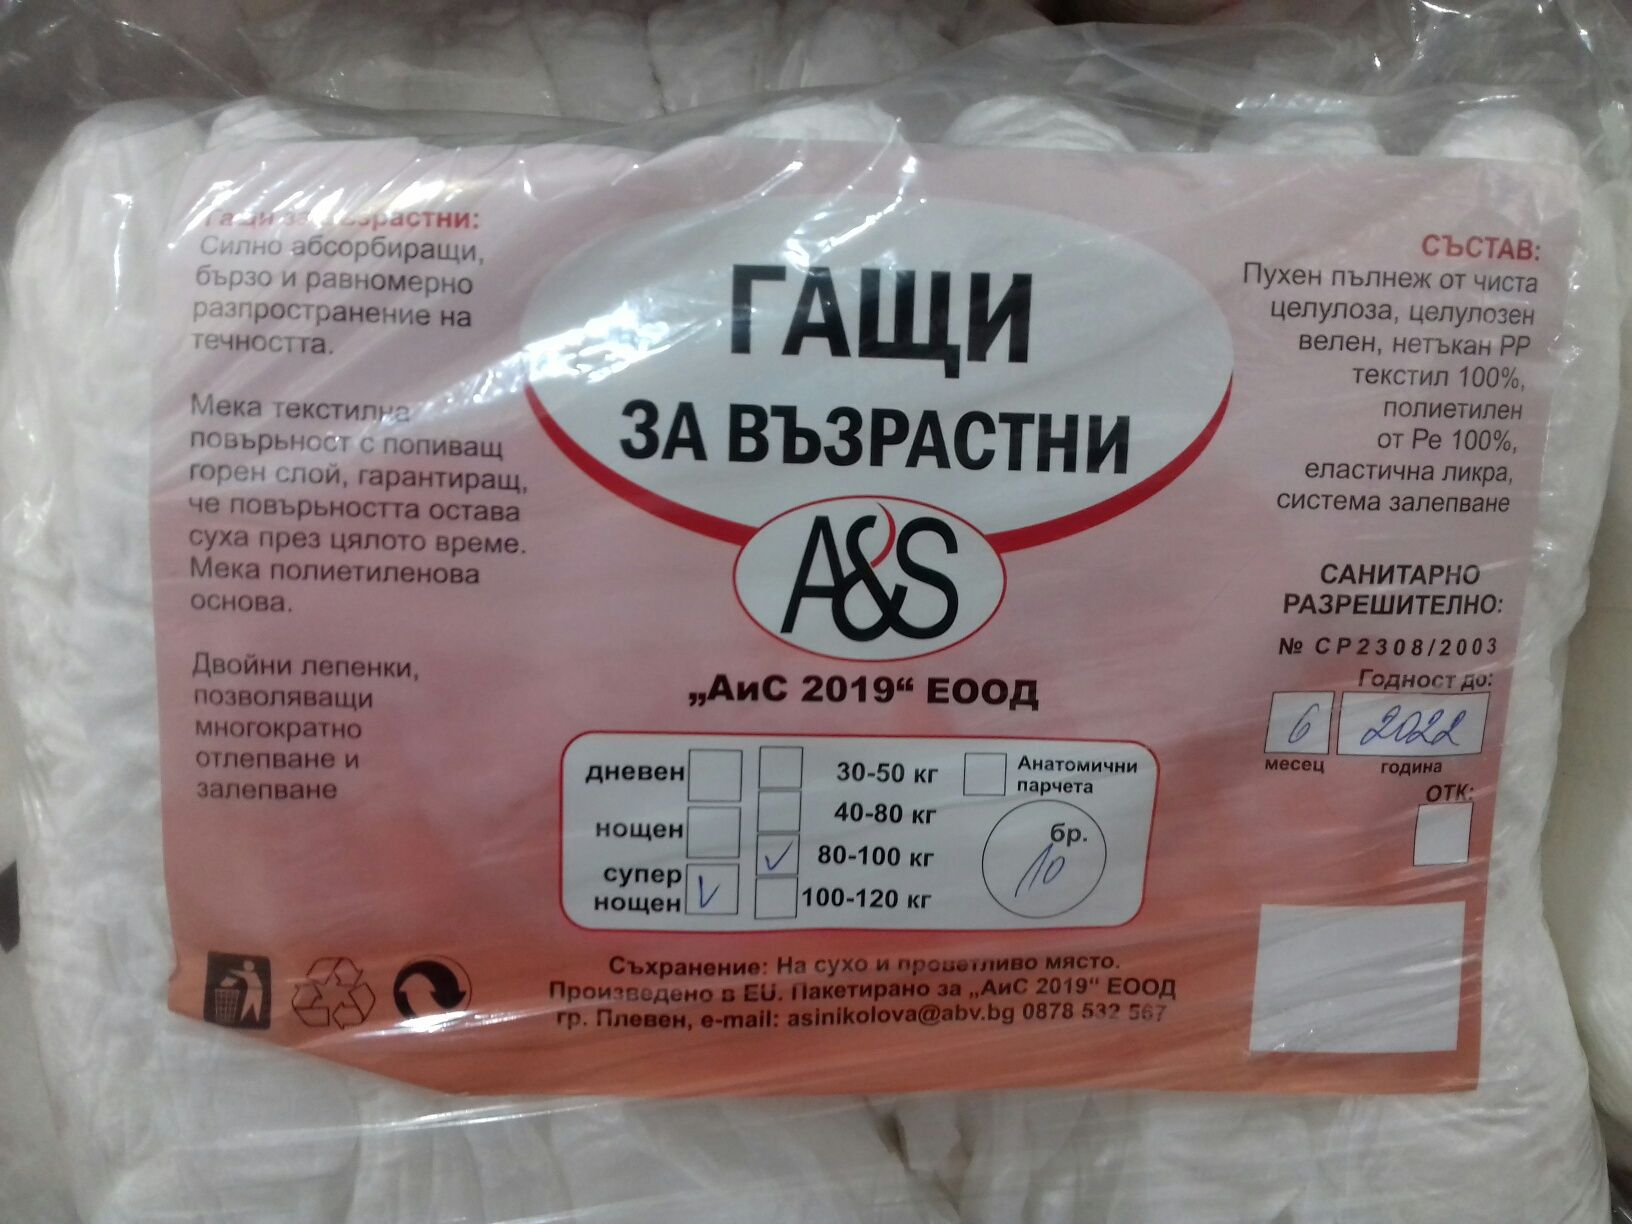 Гащи за възрастни:
Силно абсорбиращи,
бързо и равномерно
разпространение на
течността.
Мека текстилна
повърьност с попиващ
горен слой, гарантиращ,
че повърьността остава
суха през цялото време.
Мека полиетиленова
основа.
Двойни лепенки,
позволяващи
многократно
отлепване и
залепване
ГАЩИ
ЗА ВЪЗРАСТНИ
A&S
„АиС 2019“ ЕООД
дневен
нощен
супер
нощен
30-50 кг
40-80 кг
80-100 кг
100-120 кг
Анатомични
парчета
бр.
10
Съхранение: На сухо и проветливо място.
Произведено в EU. Пакетирано за „АиС 2019“ ЕООД
гр. Плевен, e-mail: asinikolova@abv.bg 0878 532 567
СЪСТАВ:
Пухен пълнеж от чиста
целулоза, целулозен
велен, нетъкан PP
текстил 100%,
полиетилен
от Ре 100%,
еластична ликра,
система залепване
САНИТАРНО
РАЗРЕШИТЕЛНО:
№ СР2308/2003
Годност до:
6 2022
месец година
ОТК: